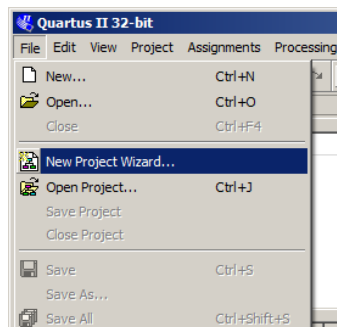 Quartus II 32-bit
File Edit View Project Assignments Processing
New... Ctrl+N
Open... Ctrl+O
Close Ctrl+F4
New Project Wizard...
Open Project... Ctrl+J
Save Project
Close Project
Save Ctrl+S
Save As...
Save All Ctrl+Shift+S